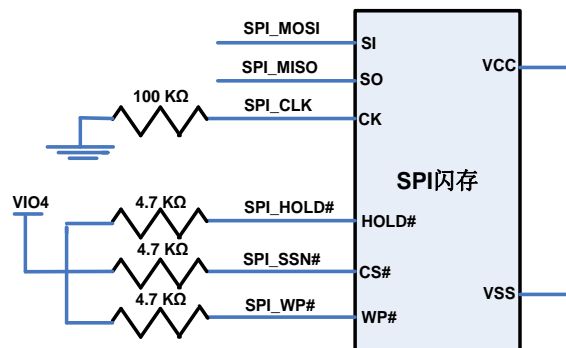 SPI_MOSI
SI
SPI_MISO
SO
VCC
100 KΩ
SPI_CLK
CK
SPI闪存
VIO4
4.7 KΩ
SPI_HOLD#
HOLD#
4.7 KΩ
SPI_SSN#
CS#
4.7 KΩ
SPI_WP#
WP#
VSS